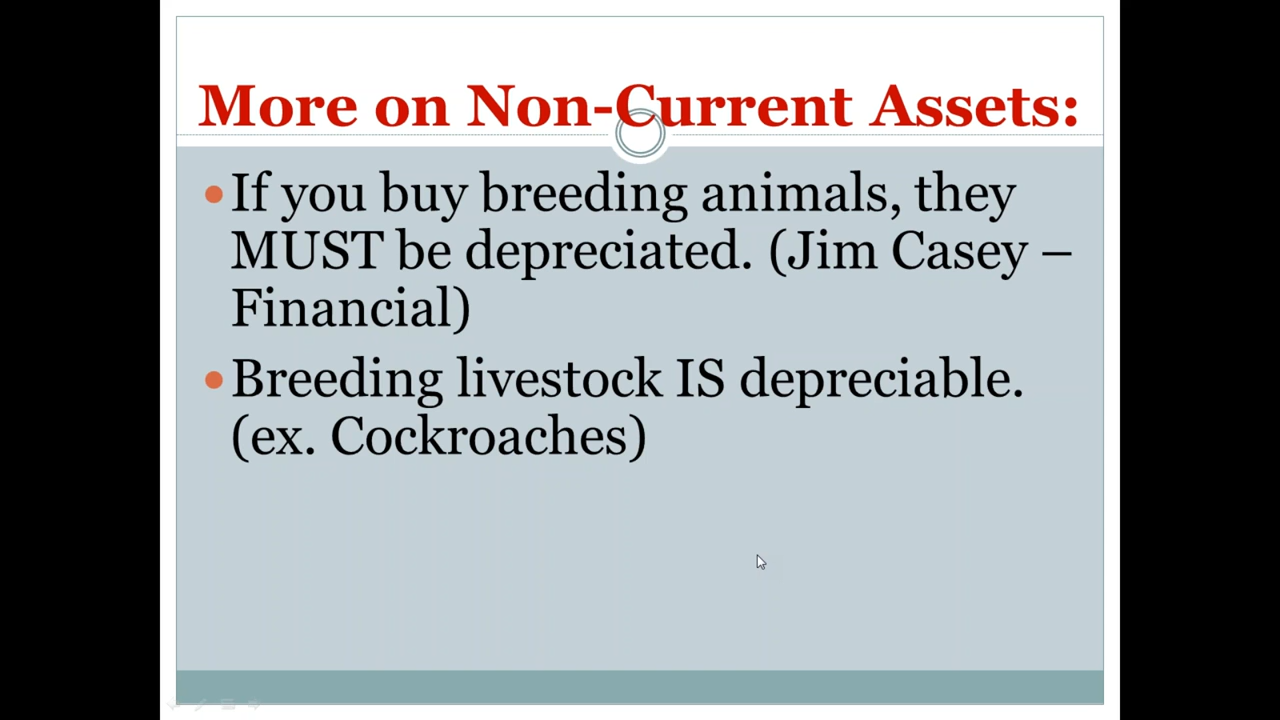 More on Non-Current Assets:
•If you buy breeding animals, they
MUST be depreciated. (Jim Casey –
Financial)
•Breeding livestock IS depreciable.
(ex. Cockroaches)